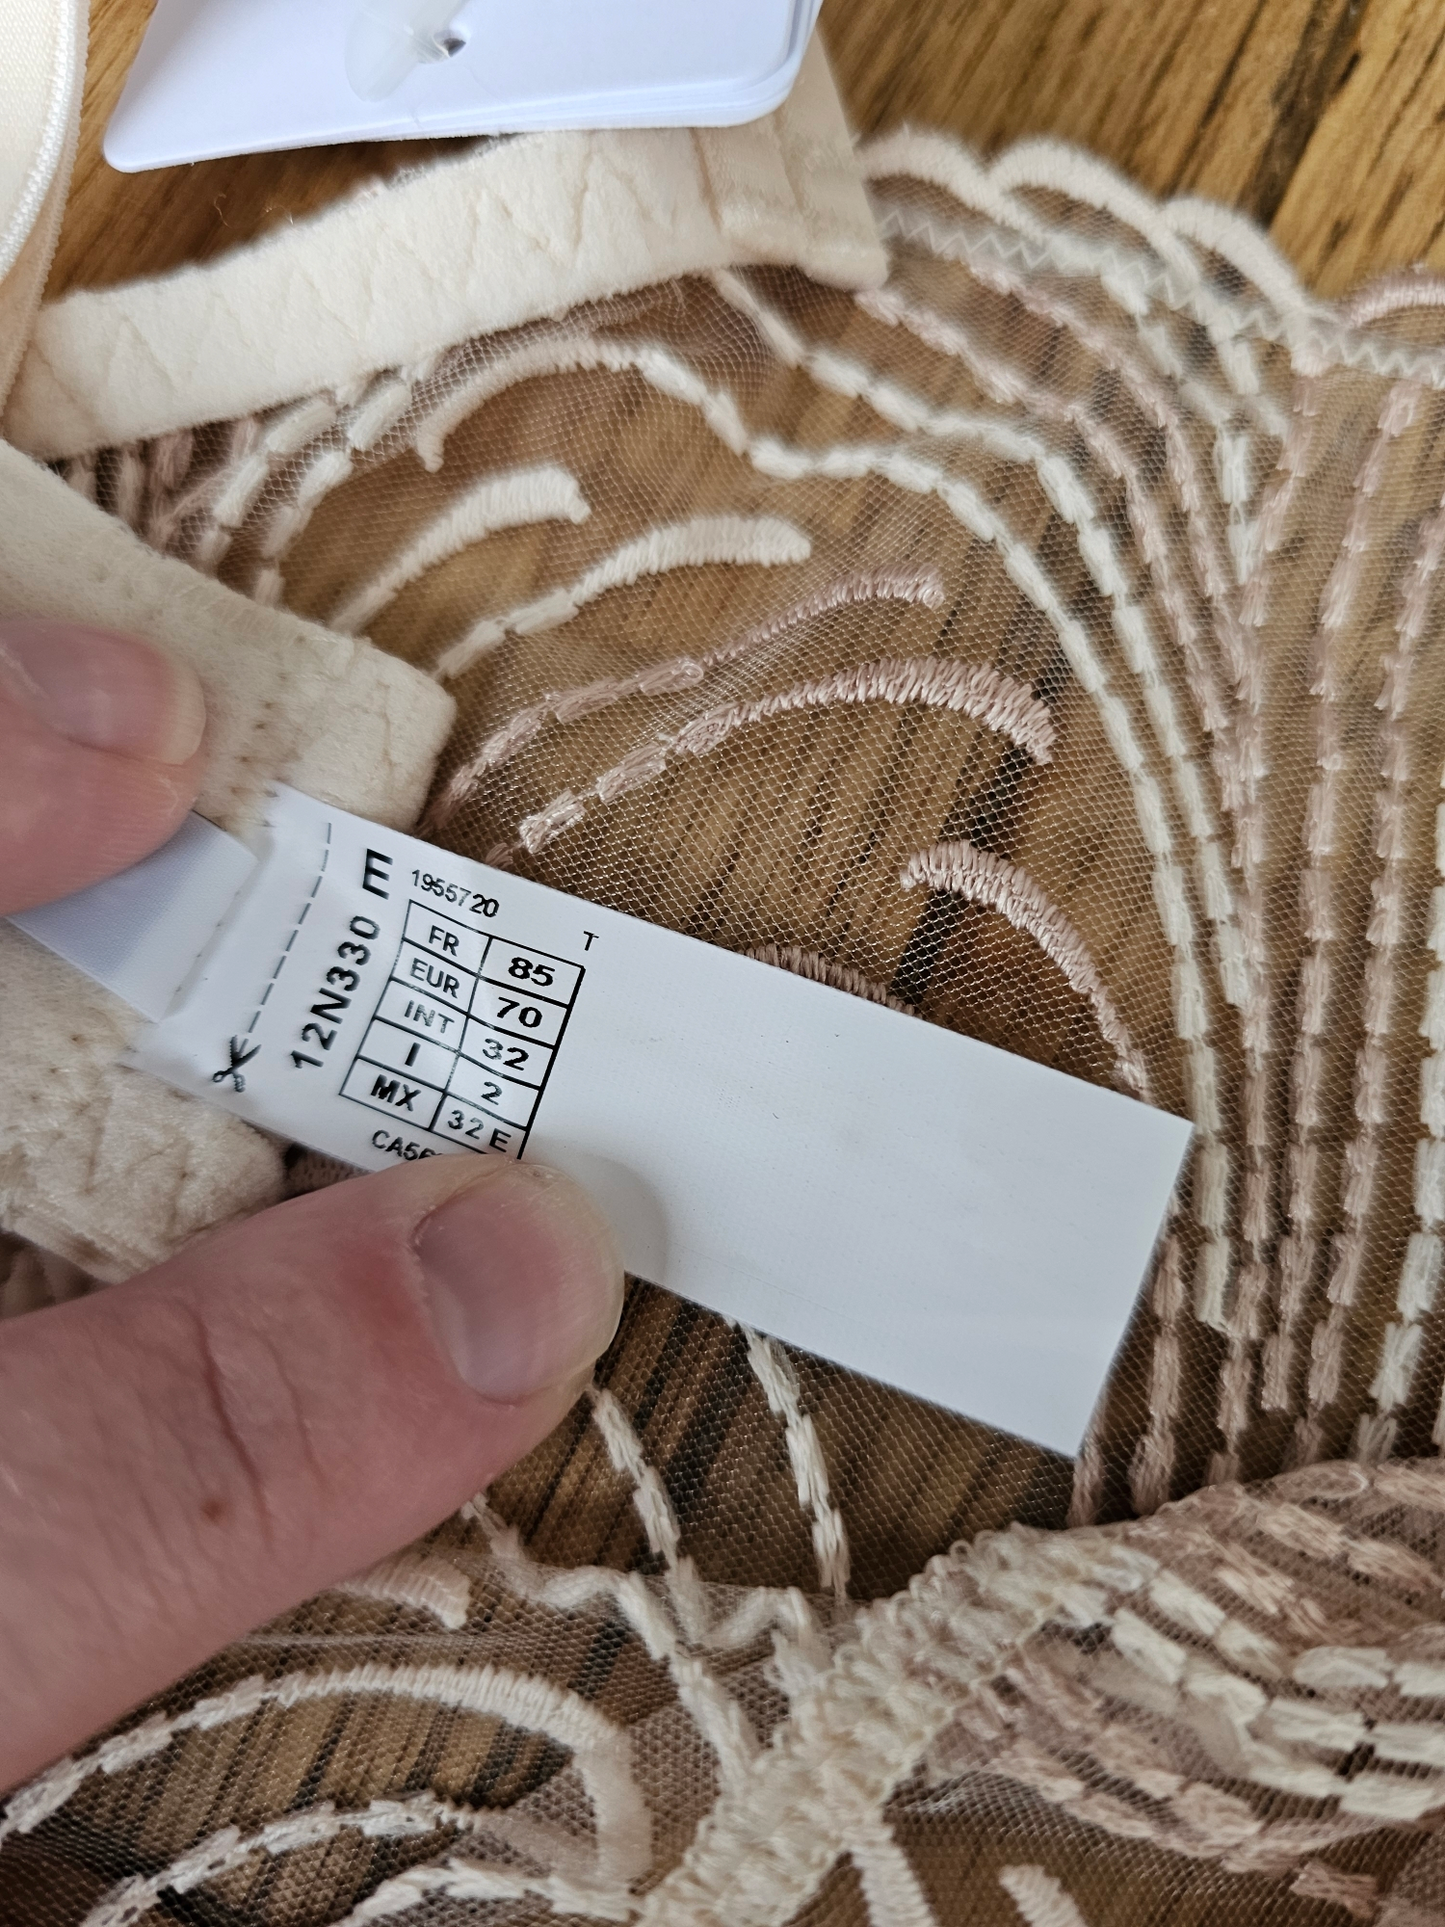 12N330 E
1955720
T
FR 85
EUR 70
INT 32
I 2
MX 32 E